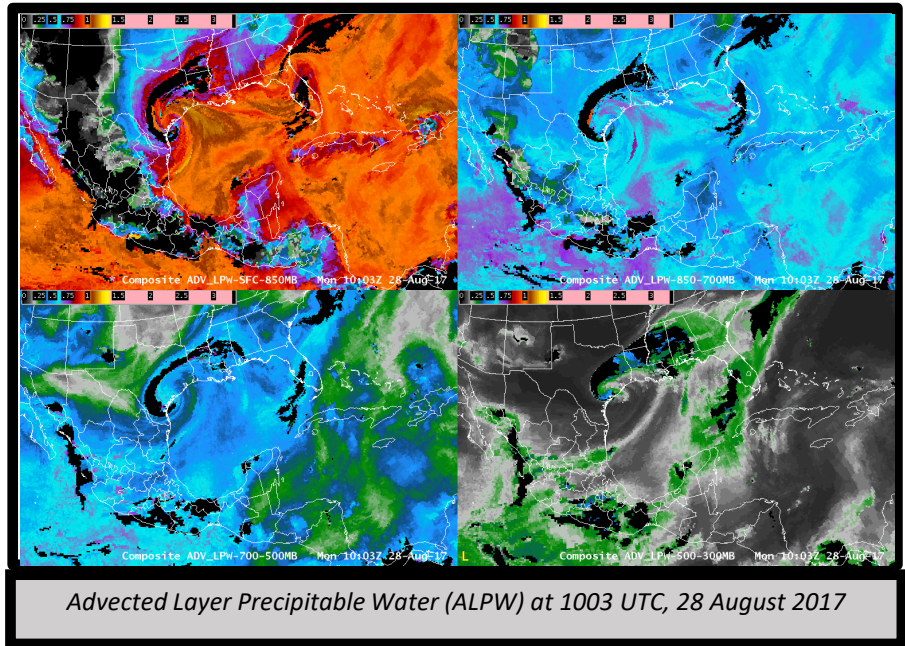 0 .25 .5 .75 1 1.5 2 2.5 3
0 .25 .5 .75 1 1.5 2 2.5 3
Composite ADV_LPW-SFC-850MB Mon 10:03Z 28-Aug-17
Composite ADV_LPW-850-700MB Mon 10:03Z 28-Aug-17
0 .25 .5 .75 1 1.5 2 2.5 3
0 .25 .5 .75 1 1.5 2 2.5 3
Composite ADV_LPW-700-500MB Mon 10:03Z 28-Aug-17
L Composite ADV_LPW-500-300MB Mon 10:03Z 28-Aug-17
Advected Layer Precipitable Water (ALPW) at 1003 UTC, 28 August 2017